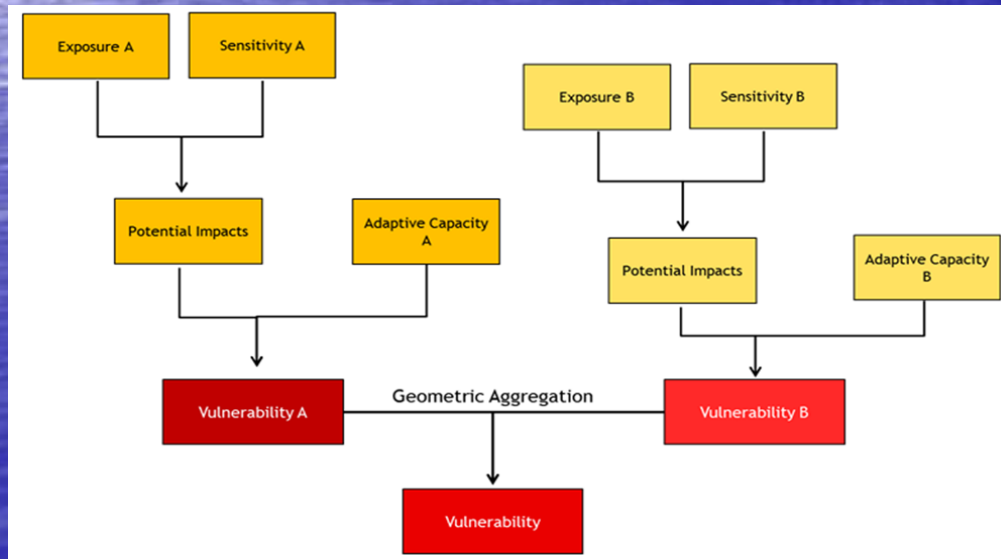 Exposure A
Sensitivity A
Exposure B
Sensitivity B
Potential Impacts
Adaptive Capacity
A
Potential Impacts
Adaptive Capacity
B
Vulnerability A
Geometric Aggregation
Vulnerability B
Vulnerability